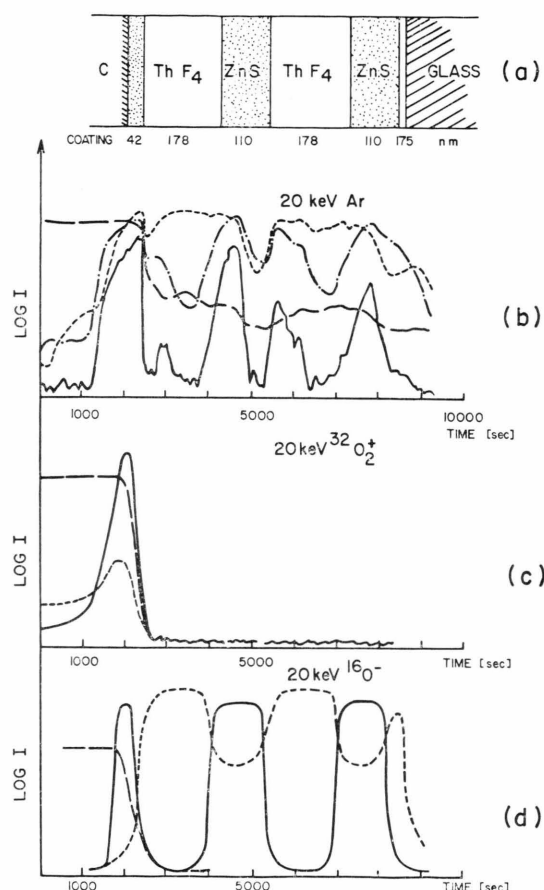 C Th F4 ZnS Th F4 ZnS GLASS (a)
COATING 42 178 110 178 110 175 nm
20 keV Ar
LOG I
(b)
1000 5000 10000
TIME [sec]
20 keV 32O2+
LOG I
(c)
1000 5000 TIME [sec]
20 keV 16O-
LOG I
(d)
1000 5000 TIME [sec]